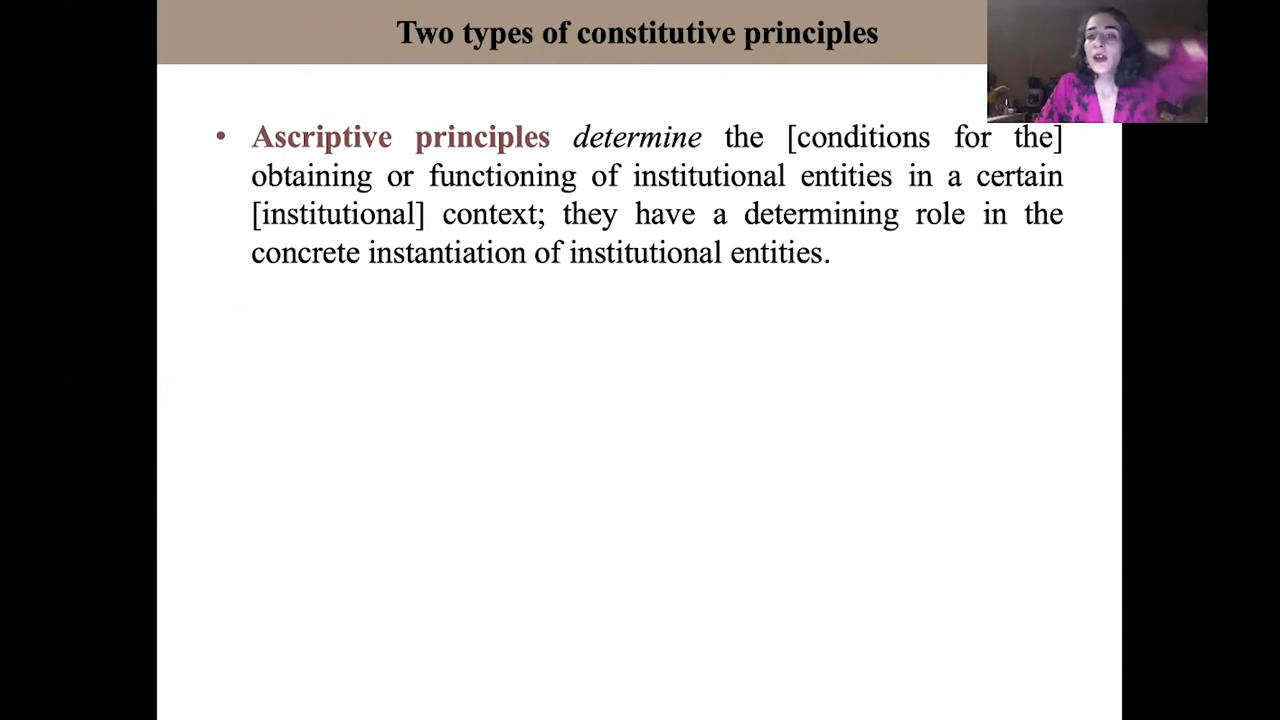 Two types of constitutive principles
• Ascriptive principles determine the [conditions for the]
obtaining or functioning of institutional entities in a certain
[institutional] context; they have a determining role in the
concrete instantiation of institutional entities.